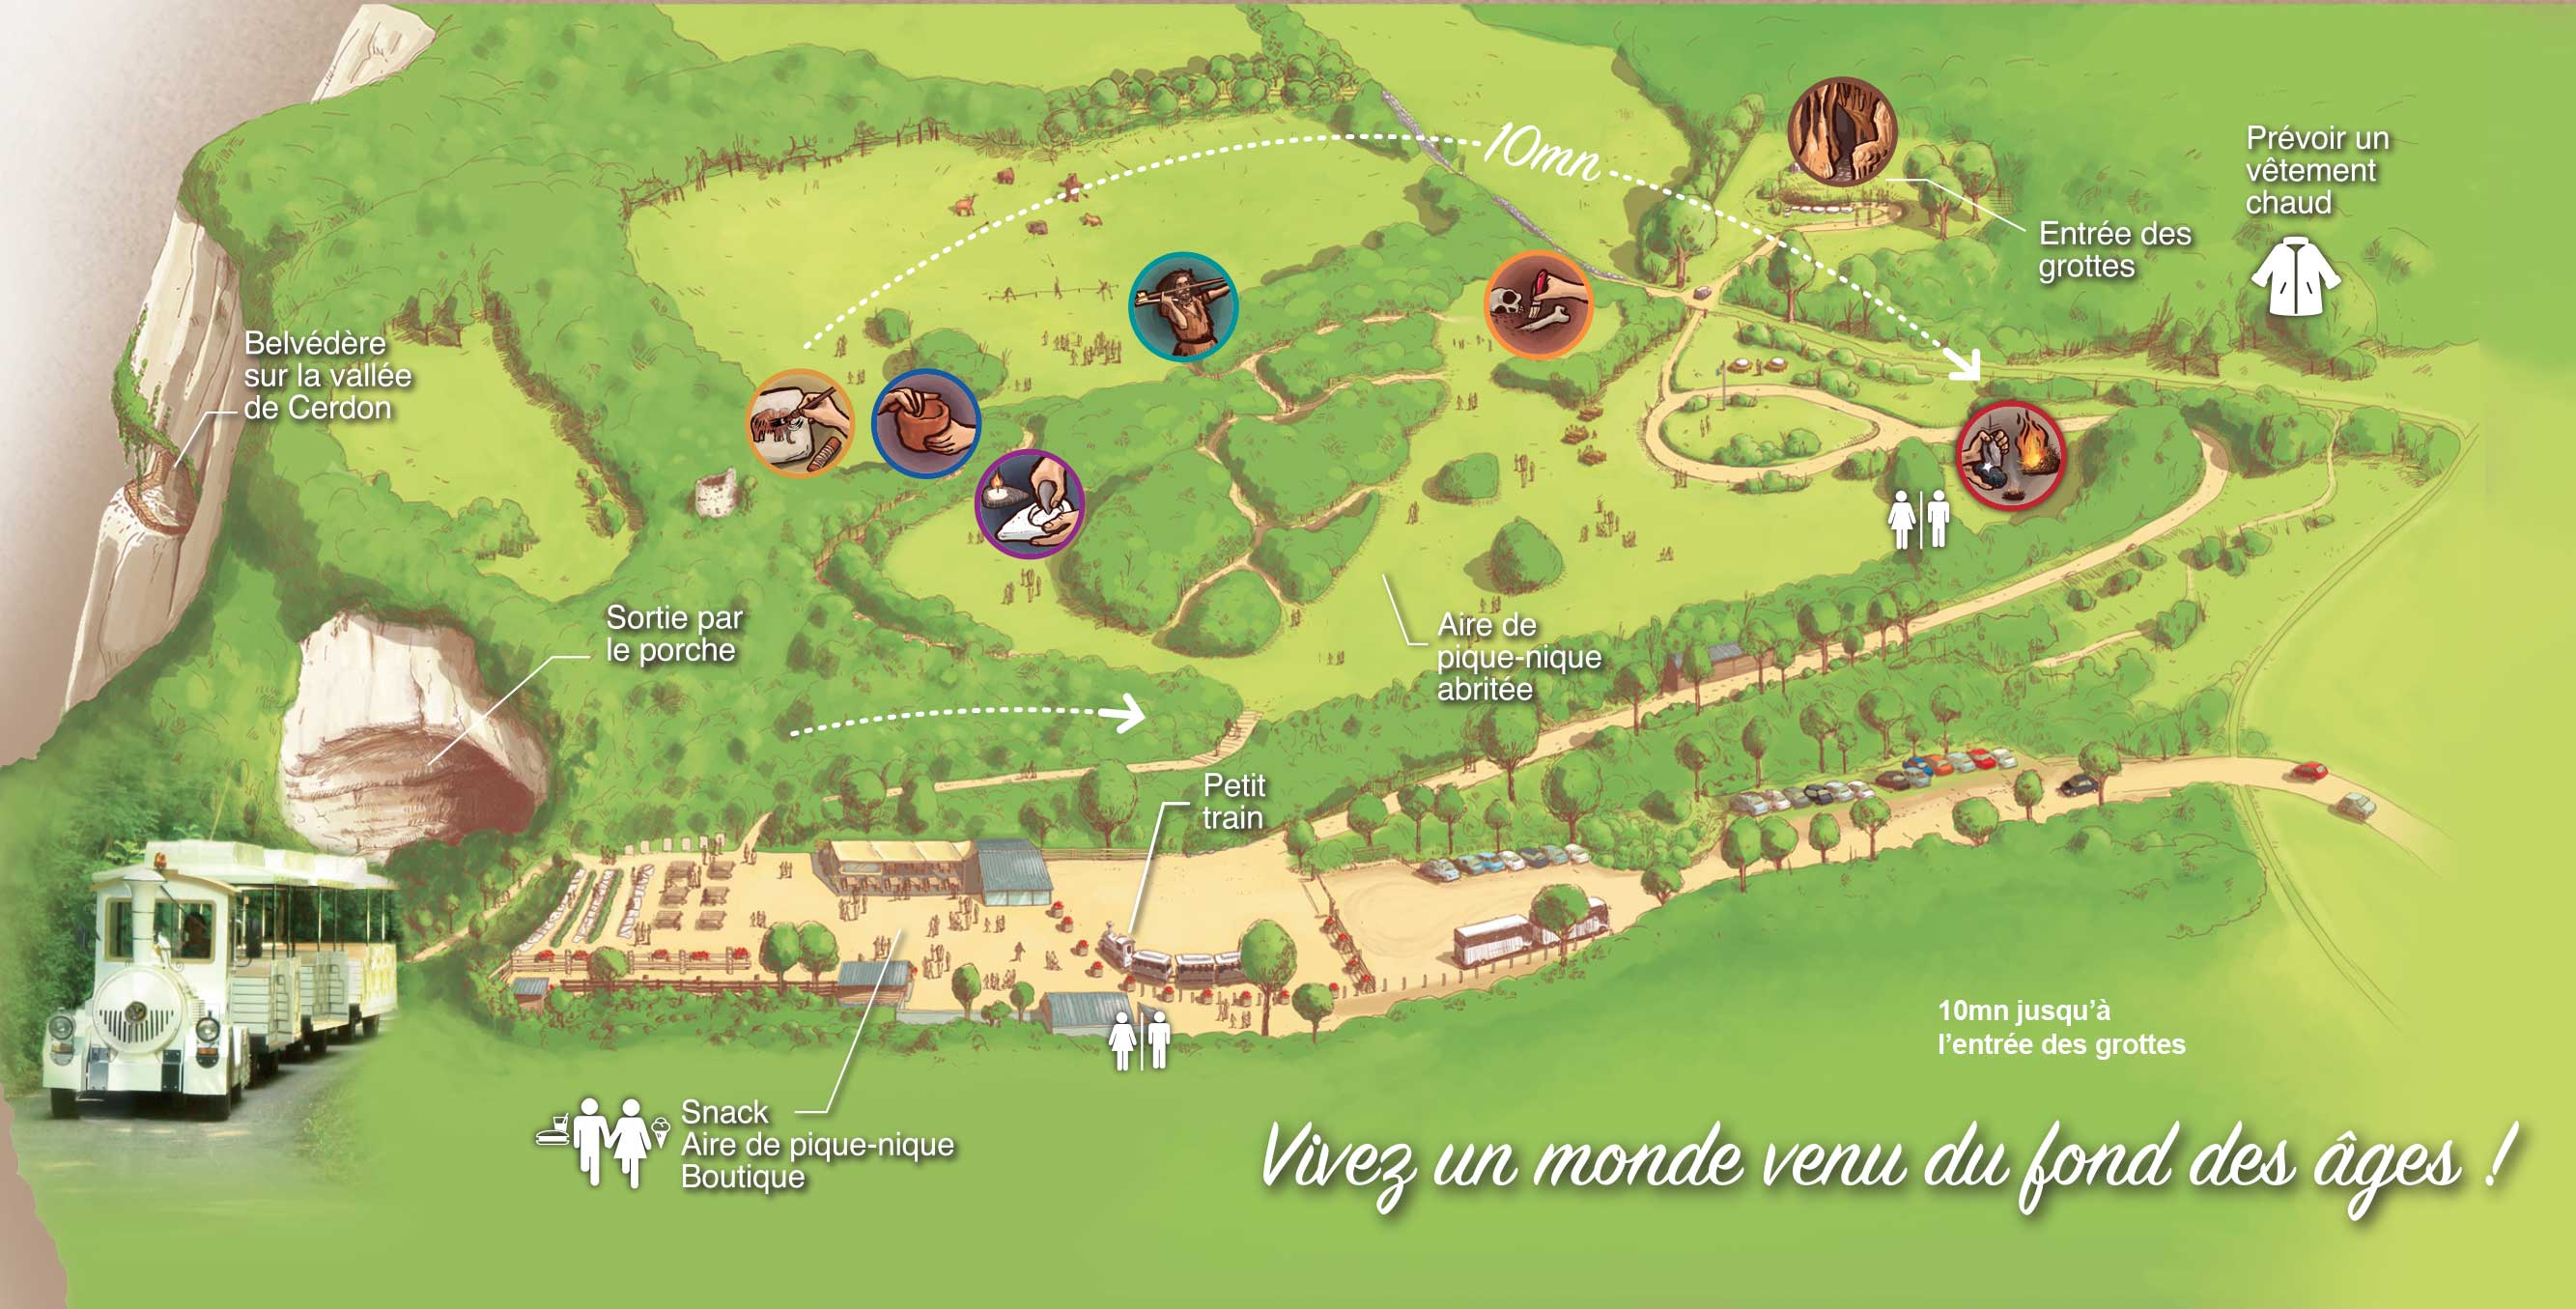 10mn
Prévoir un
vêtement
chaud
Entrée des
grottes
Belvédère
sur la vallée
de Cerdon
Sortie par
le porche
Aire de
pique-nique
abritée
Petit
train
10mn jusqu'à
l'entrée des grottes
Snack
Aire de pique-nique
Boutique
Vivez un monde venu du fond des âges !